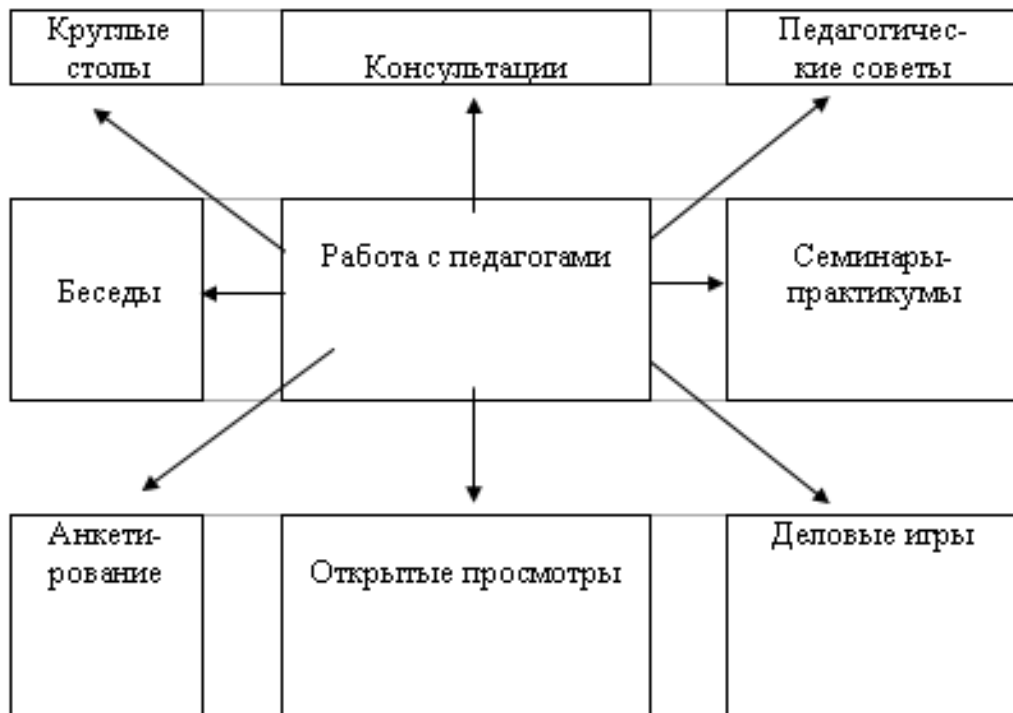 Круглые
столы
Консультации
Педагогичес-
кие советы
Беседы
Работа с педагогами
Семинары-
практикумы
Анкети-
рование
Открытые просмотры
Деловые игры